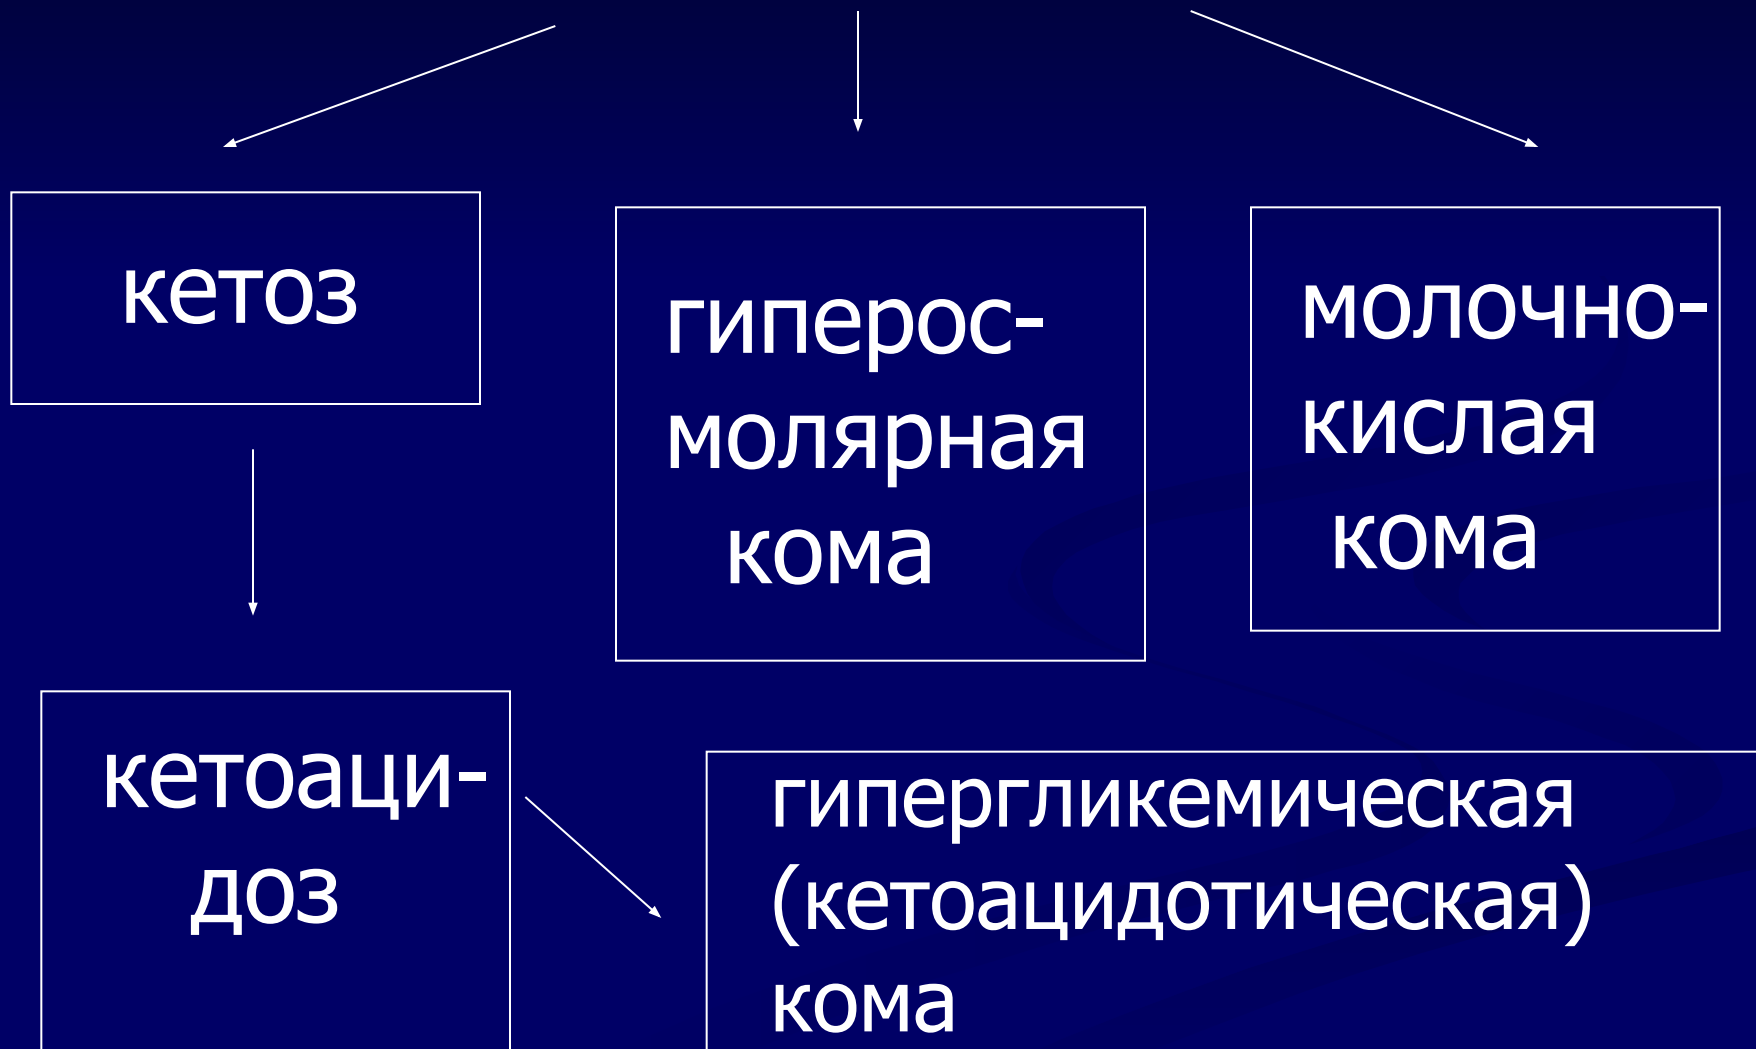 кетоз
гиперос-
молярная
кома
молочно-
кислая
кома
кетоаци-
доз
гипергликемическая
(кетоацидотическая)
кома